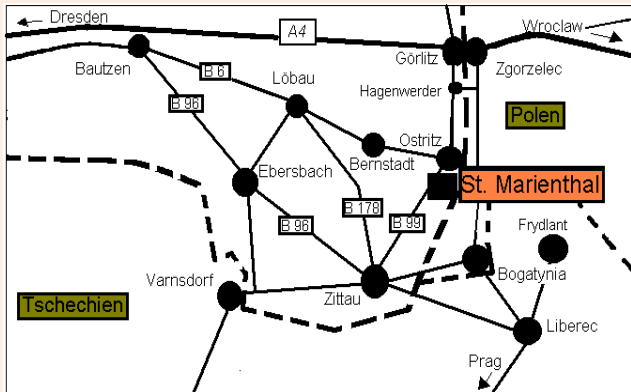 Dresden
A4
Wroclaw
Görlitz
Zgorzelec
Bautzen
B 6
Löbau
Hagenwerder
B 96
Polen
Ostritz
Bernstadt
Ebersbach
St. Marienthal
B 178
B 99
B 96
Frydlant
Varnsdorf
Zittau
Bogatynia
Tschechien
Liberec
Prag